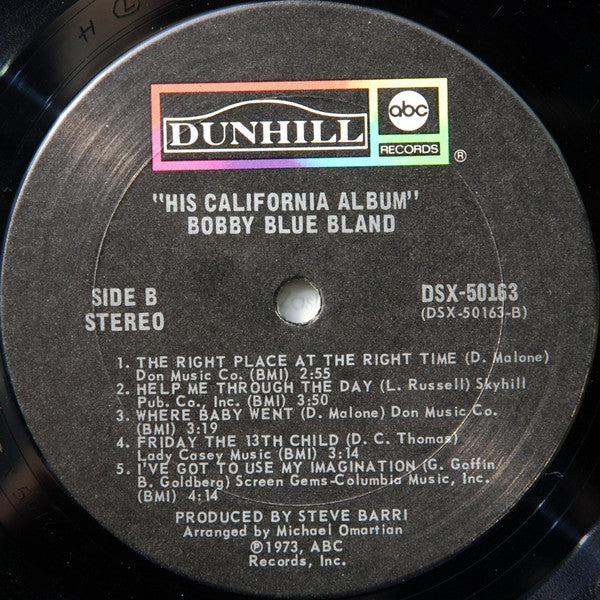 DUNHILL
abc
RECORDS
®
"HIS CALIFORNIA ALBUM"
BOBBY BLUE BLAND
SIDE B
STEREO
DSX-50163
(DSX-50163-B)
1. THE RIGHT PLACE AT THE RIGHT TIME (D. Malone)
Don Music Co. (BMI) 2:55
2. HELP ME THROUGH THE DAY (L. Russell) Skyhill
Pub. Co., Inc. (BMI) 3:50
3. WHERE BABY WENT (D. Malone) Don Music Co.
(BMI) 3:19
4. FRIDAY THE 13TH CHILD (D. C. Thomas)
Lady Casey Music (BMI) 3:14
5. I'VE GOT TO USE MY IMAGINATION (G. Goffin/
B. Goldberg) Screen Gems-Columbia Music, Inc.
(BMI) 4:14
PRODUCED BY STEVE BARRI
Arranged by Michael Omartian
℗1973, ABC
Records, Inc.